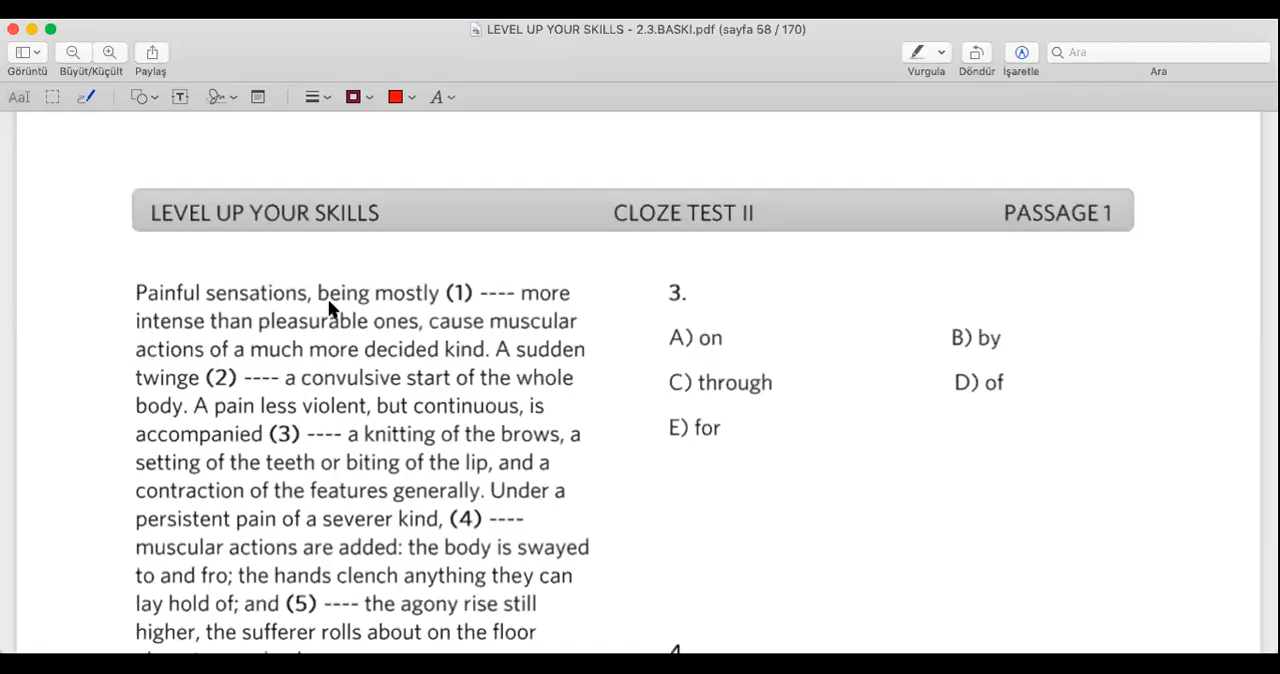 LEVEL UP YOUR SKILLS - 2.3.BASKI.pdf (sayfa 58 / 170)
Görüntü
Büyüt/Küçült
Paylaş
Vurgula
Döndür
İşaretle
Ara
Ara
LEVEL UP YOUR SKILLS
CLOZE TEST II
PASSAGE 1
Painful sensations, being mostly (1) ---- more
intense than pleasurable ones, cause muscular
actions of a much more decided kind. A sudden
twinge (2) ---- a convulsive start of the whole
body. A pain less violent, but continuous, is
accompanied (3) ---- a knitting of the brows, a
setting of the teeth or biting of the lip, and a
contraction of the features generally. Under a
persistent pain of a severer kind, (4) ----
muscular actions are added: the body is swayed
to and fro; the hands clench anything they can
lay hold of; and (5) ---- the agony rise still
higher, the sufferer rolls about on the floor
3.
A) on
B) by
C) through
D) of
E) for